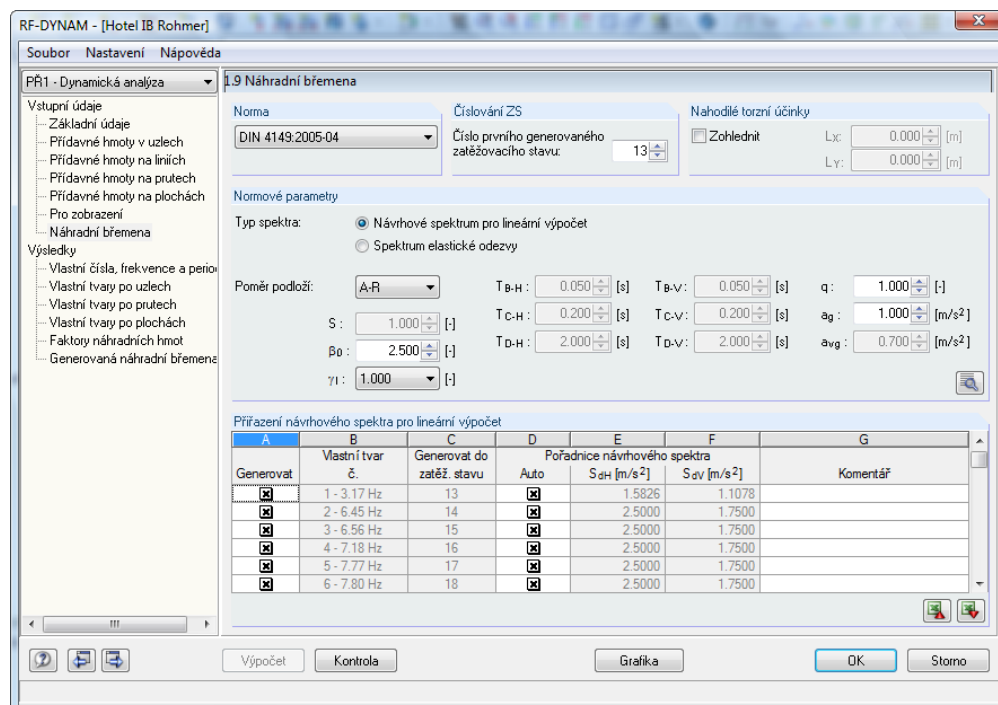 RF-DYNAM - [Hotel IB Rohmer]
Soubor Nastavení Nápověda
PŘ1 - Dynamická analýza
Vstupní údaje
Základní údaje
Přídavné hmoty v uzlech
Přídavné hmoty na liniích
Přídavné hmoty na prutech
Přídavné hmoty na plochách
Pro zobrazení
Náhradní břemena
Výsledky
Vlastní čísla, frekvence a perio
Vlastní tvary po uzlech
Vlastní tvary po prutech
Vlastní tvary po plochách
Faktory náhradních hmot
Generovaná náhradní břemena
1.9 Náhradní břemena
Norma
DIN 4149:2005-04
Číslování ZS
Číslo prvního generovaného
zatěžovacího stavu: 13
Nahodilé torzní účinky
Zohlednit Lx: 0.000 [m]
Ly: 0.000 [m]
Normové parametry
Typ spektra: Návrhové spektrum pro lineární výpočet
Spektrum elastické odezvy
Poměr podloží: A-R TB-H : 0.050 [s] TB-V : 0.050 [s] q : 1.000 [-]
S : 1.000 [-] TC-H : 0.200 [s] TC-V : 0.200 [s] ag : 1.000 [m/s2]
β0 : 2.500 [-] TD-H : 2.000 [s] TD-V : 2.000 [s] avg : 0.700 [m/s2]
γI : 1.000 [-]
Přiřazení návrhového spektra pro lineární výpočet
A B C D E F G
Vlastní tvar Generovat do Pořadnice návrhového spektra
Generovat č. zatěž. stavu Auto SdH [m/s2] SdV [m/s2] Komentář
1 - 3.17 Hz 13 1.5826 1.1078
2 - 6.45 Hz 14 2.5000 1.7500
3 - 6.56 Hz 15 2.5000 1.7500
4 - 7.18 Hz 16 2.5000 1.7500
5 - 7.77 Hz 17 2.5000 1.7500
6 - 7.80 Hz 18 2.5000 1.7500
Výpočet Kontrola Grafika OK Storno